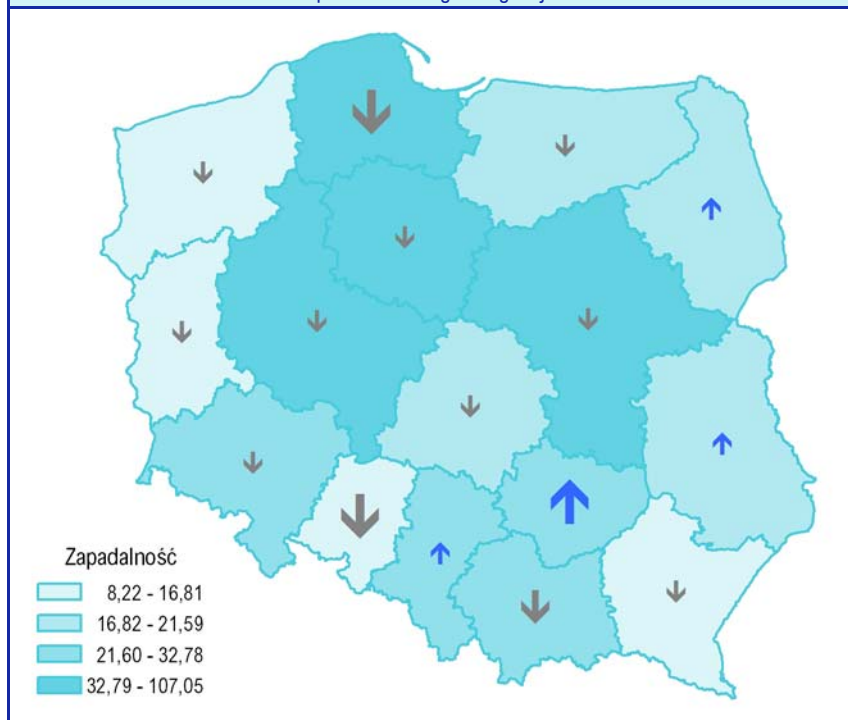 Zapadalność
8,22 - 16,81
16,82 - 21,59
21,60 - 32,78
32,79 - 107,05